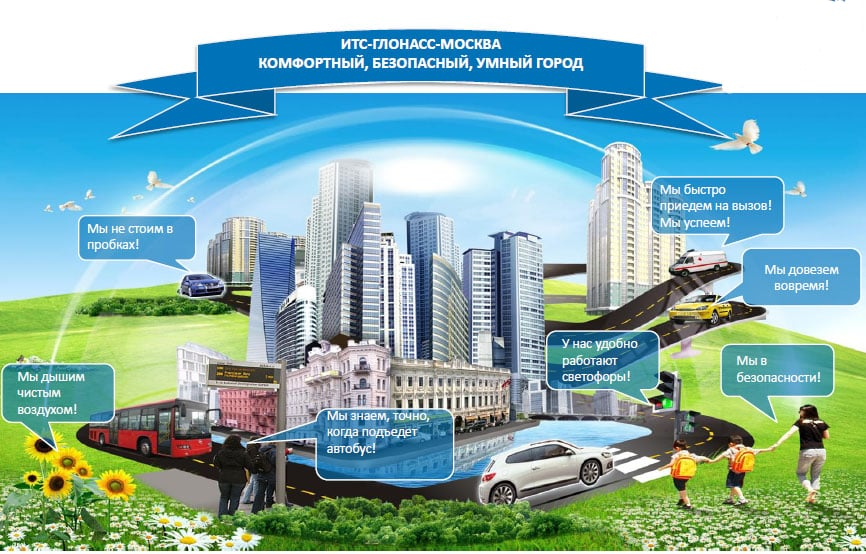 ИТС-ГЛОНАСС-МОСКВА
КОМФОРТНЫЙ, БЕЗОПАСНЫЙ, УМНЫЙ ГОРОД
Мы быстро
приедем на вызов!
Мы успеем!
Мы не стоим в
пробках!
Мы довезем
вовремя!
У нас удобно
работают
светофоры!
Мы в
безопасности!
Мы дышим
чистым
воздухом!
Мы знаем, точно,
когда подъедет
автобус!